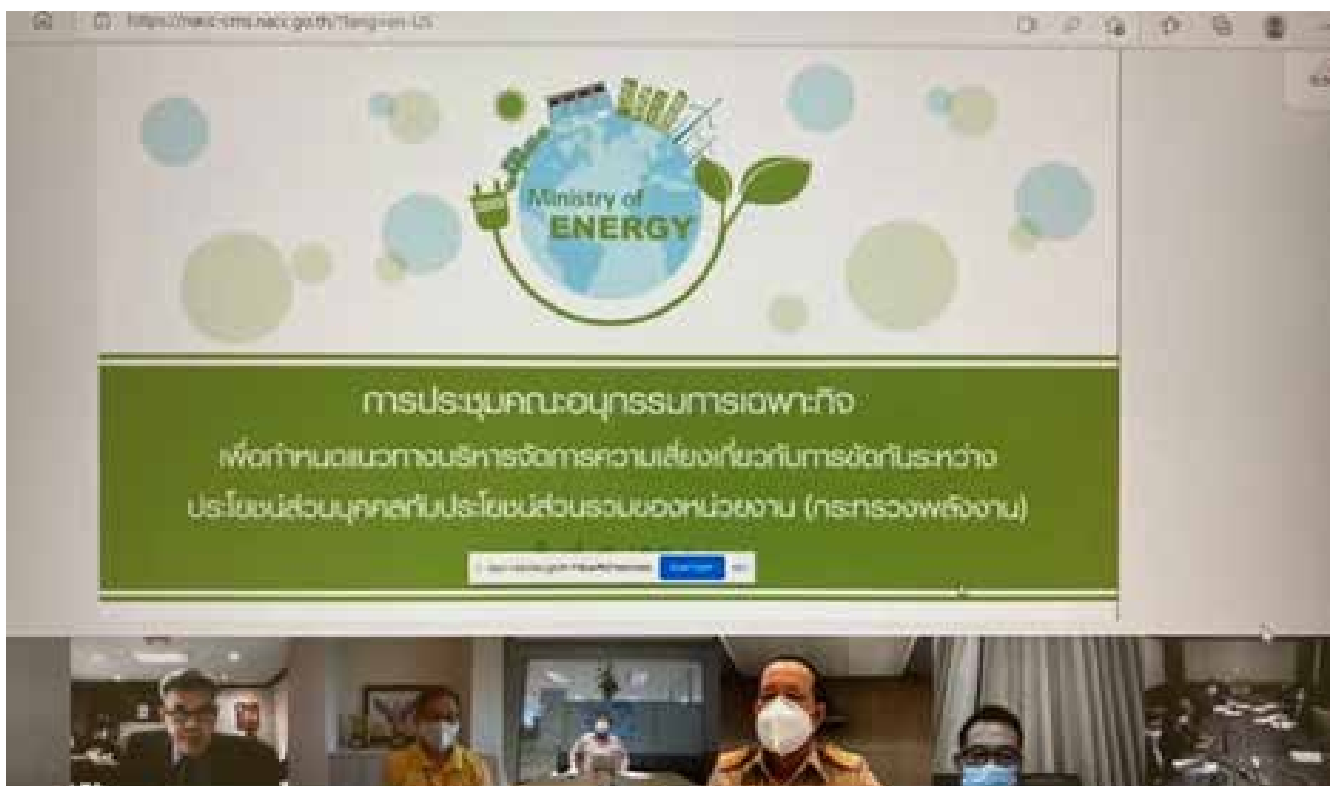 Ministry of
ENERGY
การประชุมคณะอนุกรรมการเฉพาะกิจ
เพื่อกำหนดแนวทางบริหารจัดการความเสี่ยงเกี่ยวกับการขัดกันระหว่าง
ประโยชน์ส่วนบุคคลกับประโยชน์ส่วนรวมของหน่วยงาน (กระทรวงพลังงาน)